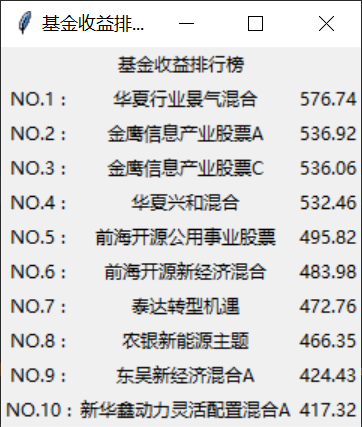 基金收益排...
基金收益排行榜
NO.1： 华夏行业景气混合 576.74
NO.2： 金鹰信息产业股票A 536.92
NO.3： 金鹰信息产业股票C 536.06
NO.4： 华夏兴和混合 532.46
NO.5： 前海开源公用事业股票 495.82
NO.6： 前海开源新经济混合 483.98
NO.7： 泰达转型机遇 472.76
NO.8： 农银新能源主题 466.35
NO.9： 东吴新经济混合A 424.43
NO.10：新华鑫动力灵活配置混合A 417.32